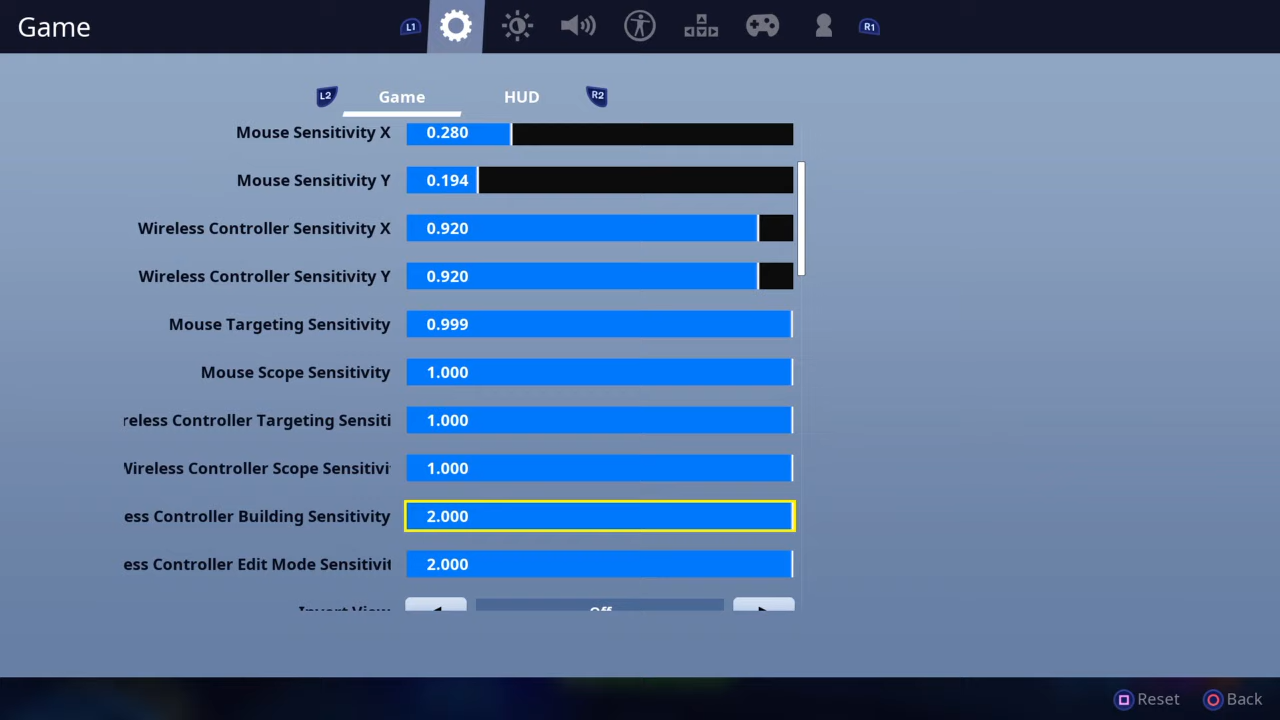 Game
L1
R1
L2
Game
HUD
R2
Mouse Sensitivity X
0.280
Mouse Sensitivity Y
0.194
Wireless Controller Sensitivity X
0.920
Wireless Controller Sensitivity Y
0.920
Mouse Targeting Sensitivity
0.999
Mouse Scope Sensitivity
1.000
reless Controller Targeting Sensiti
1.000
Wireless Controller Scope Sensitivi
1.000
ess Controller Building Sensitivity
2.000
ess Controller Edit Mode Sensitivit
2.000
Invert View
Off
Reset
Back